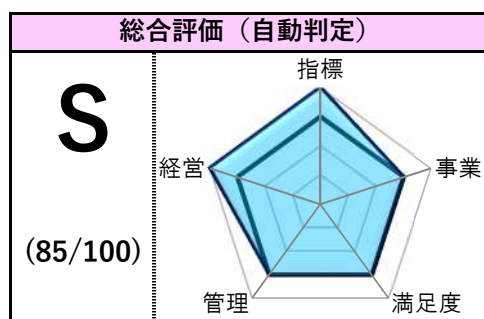 総合評価（自動判定）
S
(85/100)
指標
事業
満足度
管理
経営